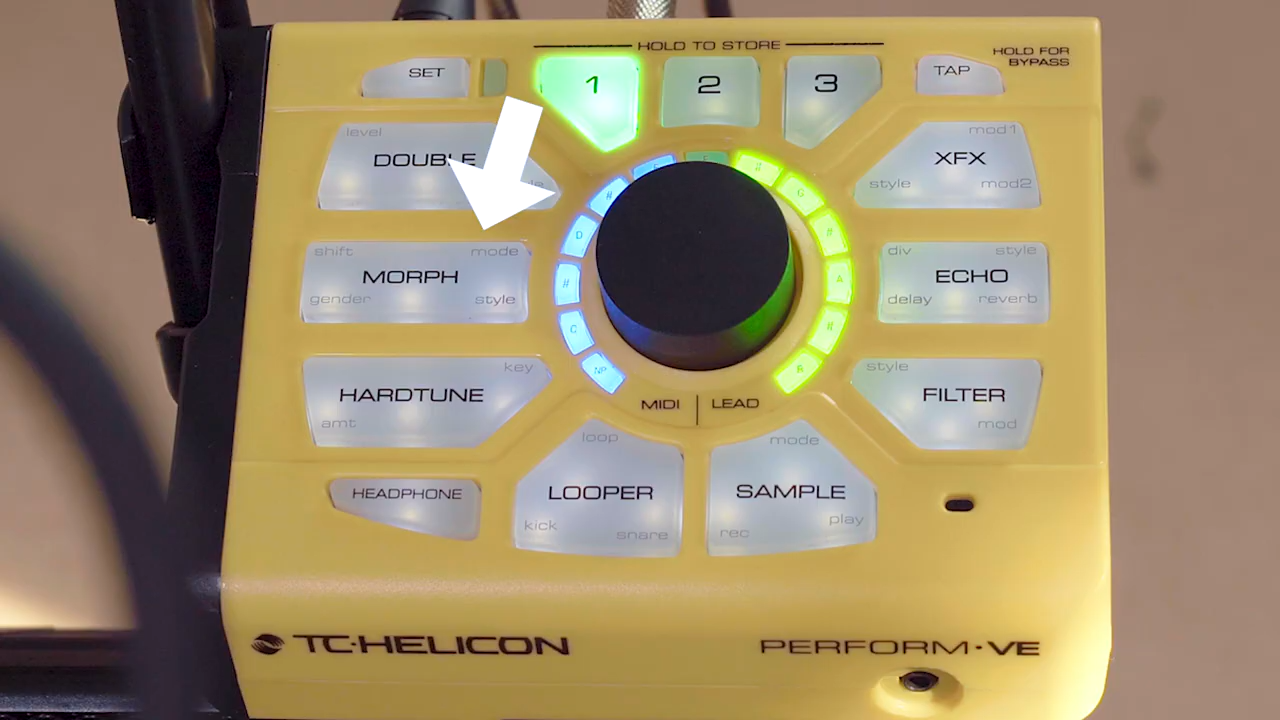 HOLD TO STORE
HOLD FOR
BYPASS
SET
1
2
3
TAP
level
DOUBLE
mod1
XFX
style
mod2
shift
mode
MORPH
gender
style
div
style
ECHO
delay
reverb
key
HARDTUNE
amt
style
FILTER
mod
#
D
#
C
NP
#
G
#
A
#
B
MIDI | LEAD
HEADPHONE
loop
LOOPER
kick
snare
mode
SAMPLE
rec
play
TC·HELICON
PERFORM·VE